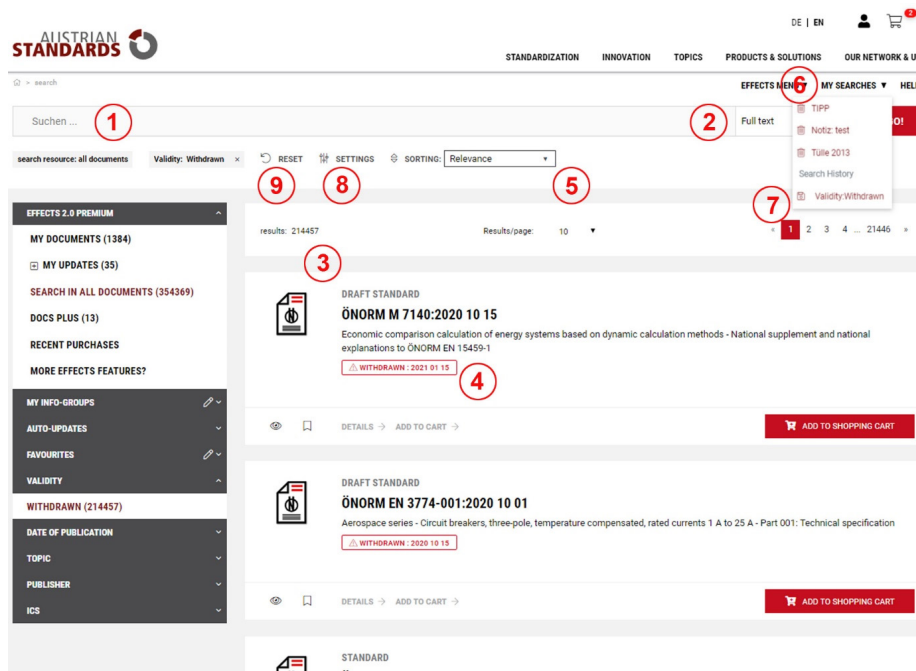 DE | EN
2
AUSTRIAN
STANDARDS
STANDARDIZATION INNOVATION TOPICS PRODUCTS & SOLUTIONS OUR NETWORK & U
> search
EFFECTS MEN 6 MY SEARCHES ▼ HEL
Suchen ... 1 2 Full text O!
TIPP
Notiz: test
Tülle 2013
Search History
Validity:Withdrawn
search resource: all documents Validity: Withdrawn × RESET SETTINGS SORTING: Relevance ▼
9 8 5 7
EFFECTS 2.0 PREMIUM
MY DOCUMENTS (1384)
MY UPDATES (35)
SEARCH IN ALL DOCUMENTS (354369)
DOCS PLUS (13)
RECENT PURCHASES
MORE EFFECTS FEATURES?
MY INFO-GROUPS
AUTO-UPDATES
FAVOURITES
VALIDITY
WITHDRAWN (214457)
DATE OF PUBLICATION
TOPIC
PUBLISHER
ICS
results: 214457 Results/page: 10 ▼ « 1 2 3 4 ... 21446 »
3
DRAFT STANDARD
ÖNORM M 7140:2020 10 15
Economic comparison calculation of energy systems based on dynamic calculation methods - National supplement and national
explanations to ÖNORM EN 15459-1
WITHDRAWN : 2021 01 15
4
DETAILS → ADD TO CART → ADD TO SHOPPING CART
DRAFT STANDARD
ÖNORM EN 3774-001:2020 10 01
Aerospace series - Circuit breakers, three-pole, temperature compensated, rated currents 1 A to 25 A - Part 001: Technical specification
WITHDRAWN : 2020 10 15
DETAILS → ADD TO CART → ADD TO SHOPPING CART
STANDARD